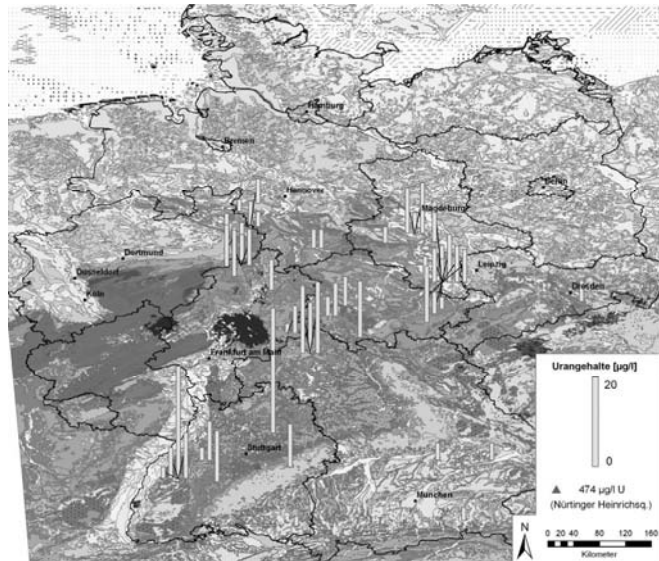 Hamburg
Bremen
Hannover
Berlin
Magdeburg
Dortmund
Leipzig
Düsseldorf
Köln
Dresden
Frankfurt am Main
Stuttgart
München
Urangehalte [µg/l]
20
0
474 µg/l U
(Nürtinger Heinrichsq.)
N
0 20 40 80 120 160
Kilometer